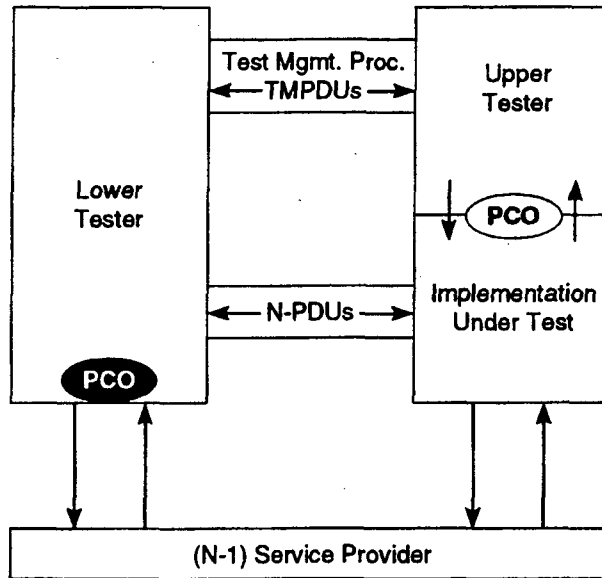 Test Mgmt. Proc.
TMPDUs
Upper
Tester
Lower
Tester
PCO
N-PDUs
Implementation
Under Test
PCO
(N-1) Service Provider